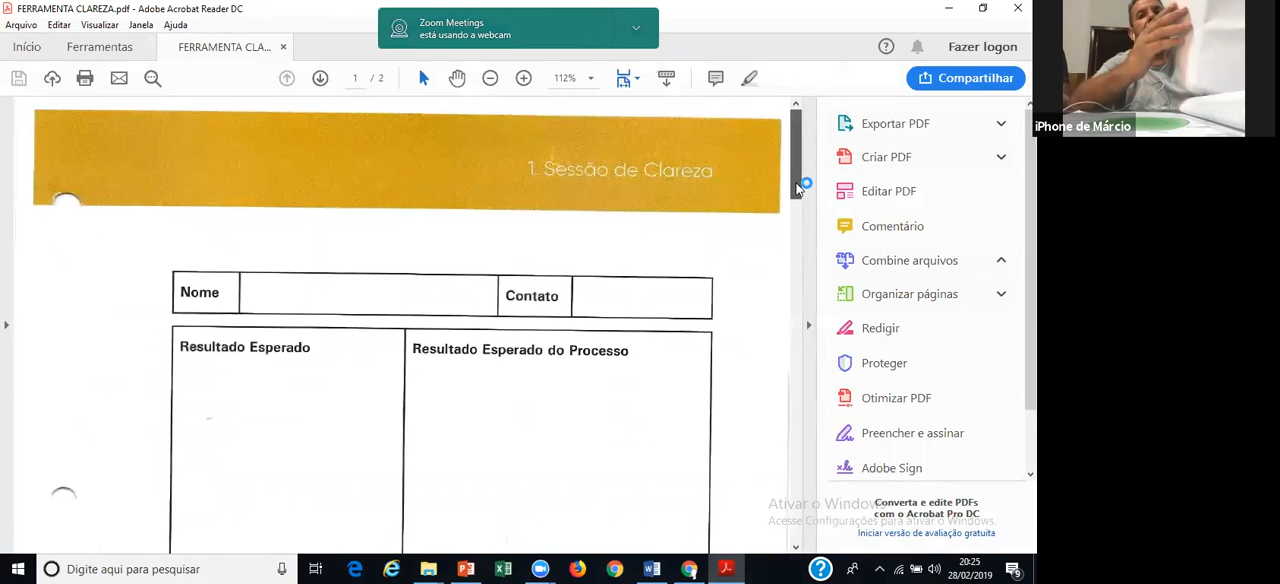 FERRAMENTA CLAREZA.pdf - Adobe Acrobat Reader DC
Arquivo Editar Visualizar Janela Ajuda
Zoom Meetings
está usando a webcam
Início Ferramentas FERRAMENTA CLA... ×
Fazer logon
1 / 2 112% Compartilhar
iPhone de Márcio
1. Sessão de Clareza
Nome Contato
Resultado Esperado Resultado Esperado do Processo
Exportar PDF
Criar PDF
Editar PDF
Comentário
Combine arquivos
Organizar páginas
Redigir
Proteger
Otimizar PDF
Preencher e assinar
Adobe Sign
Converta e edite PDFs
com o Acrobat Pro DC
Iniciar versão de avaliação gratuita
Ativar o Windows
Acesse Configurações para ativar o Windows.
Digite aqui para pesquisar
20:25
28/02/2019
9